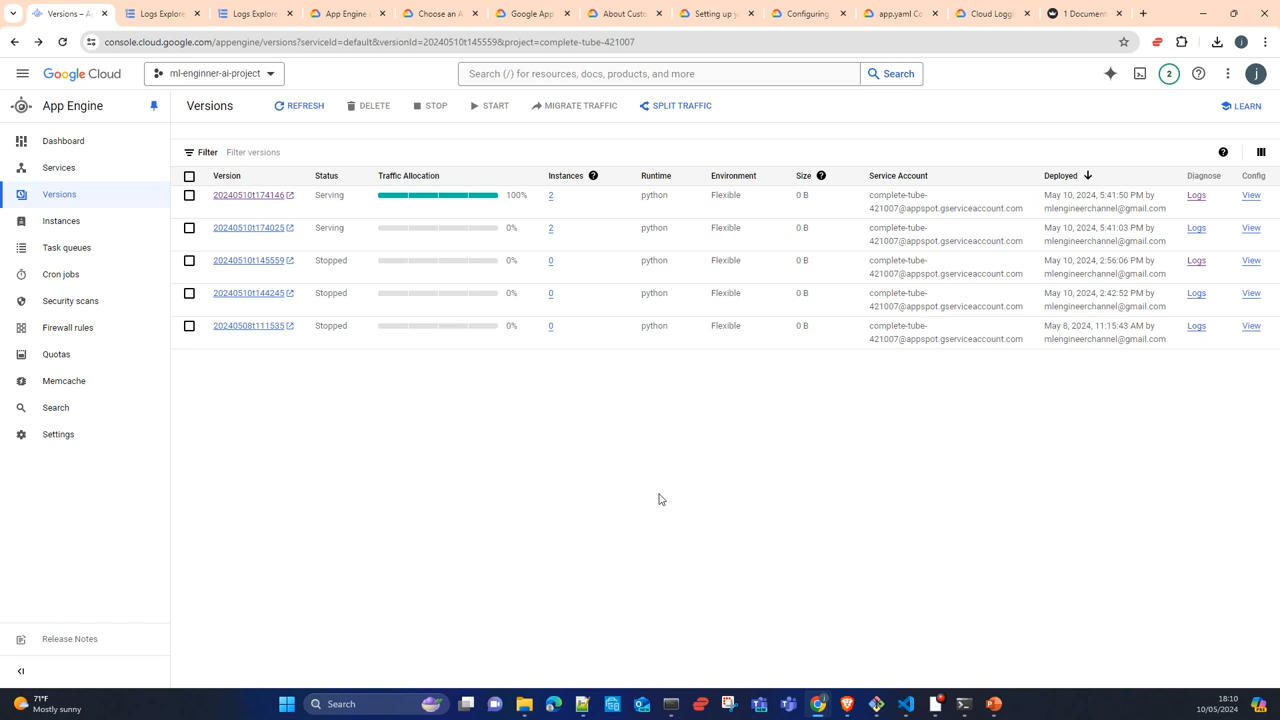 Versions – A
Logs Explore
Logs Explore
App Engine
Choose an A
Google App
About Custo
Setting up y
Configuring
app.yaml Co
Cloud Loggi
1 Document
console.cloud.google.com/appengine/versions?serviceId=default&versionId=20240510t145559&project=complete-tube-421007
j
Google Cloud
ml-enginner-ai-project
Search (/) for resources, docs, products, and more
Search
2
j
App Engine
Dashboard
Services
Versions
Instances
Task queues
Cron jobs
Security scans
Firewall rules
Quotas
Memcache
Search
Settings
Release Notes
Versions REFRESH DELETE STOP START MIGRATE TRAFFIC SPLIT TRAFFIC LEARN
Filter Filter versions
Version Status Traffic Allocation Instances Runtime Environment Size Service Account Deployed Diagnose Config
20240510t174146 Serving 100% 2 python Flexible 0 B complete-tube- May 10, 2024, 5:41:50 PM by Logs View
421007@appspot.gserviceaccount.com mlengineerchannel@gmail.com
20240510t174025 Serving 0% 2 python Flexible 0 B complete-tube- May 10, 2024, 5:41:03 PM by Logs View
421007@appspot.gserviceaccount.com mlengineerchannel@gmail.com
20240510t145559 Stopped 0% 0 python Flexible 0 B complete-tube- May 10, 2024, 2:56:06 PM by Logs View
421007@appspot.gserviceaccount.com mlengineerchannel@gmail.com
20240510t144245 Stopped 0% 0 python Flexible 0 B complete-tube- May 10, 2024, 2:42:52 PM by Logs View
421007@appspot.gserviceaccount.com mlengineerchannel@gmail.com
20240508t111535 Stopped 0% 0 python Flexible 0 B complete-tube- May 8, 2024, 11:15:43 AM by Logs View
421007@appspot.gserviceaccount.com mlengineerchannel@gmail.com
71°F
Mostly sunny
Search
18:10
10/05/2024